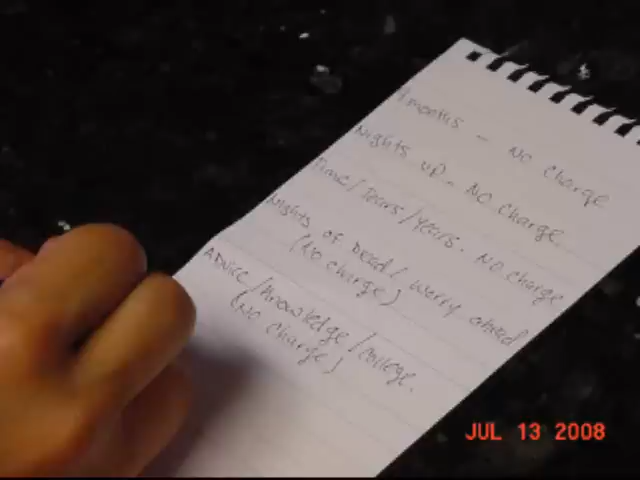 9 months - No Charge
Nights up - No Charge
Time/Tears/Years. No Charge
Nights of Dead/ Worry ahead
(No Charge)
Advice/Knowledge/College.
(No Charge)
JUL 13 2008